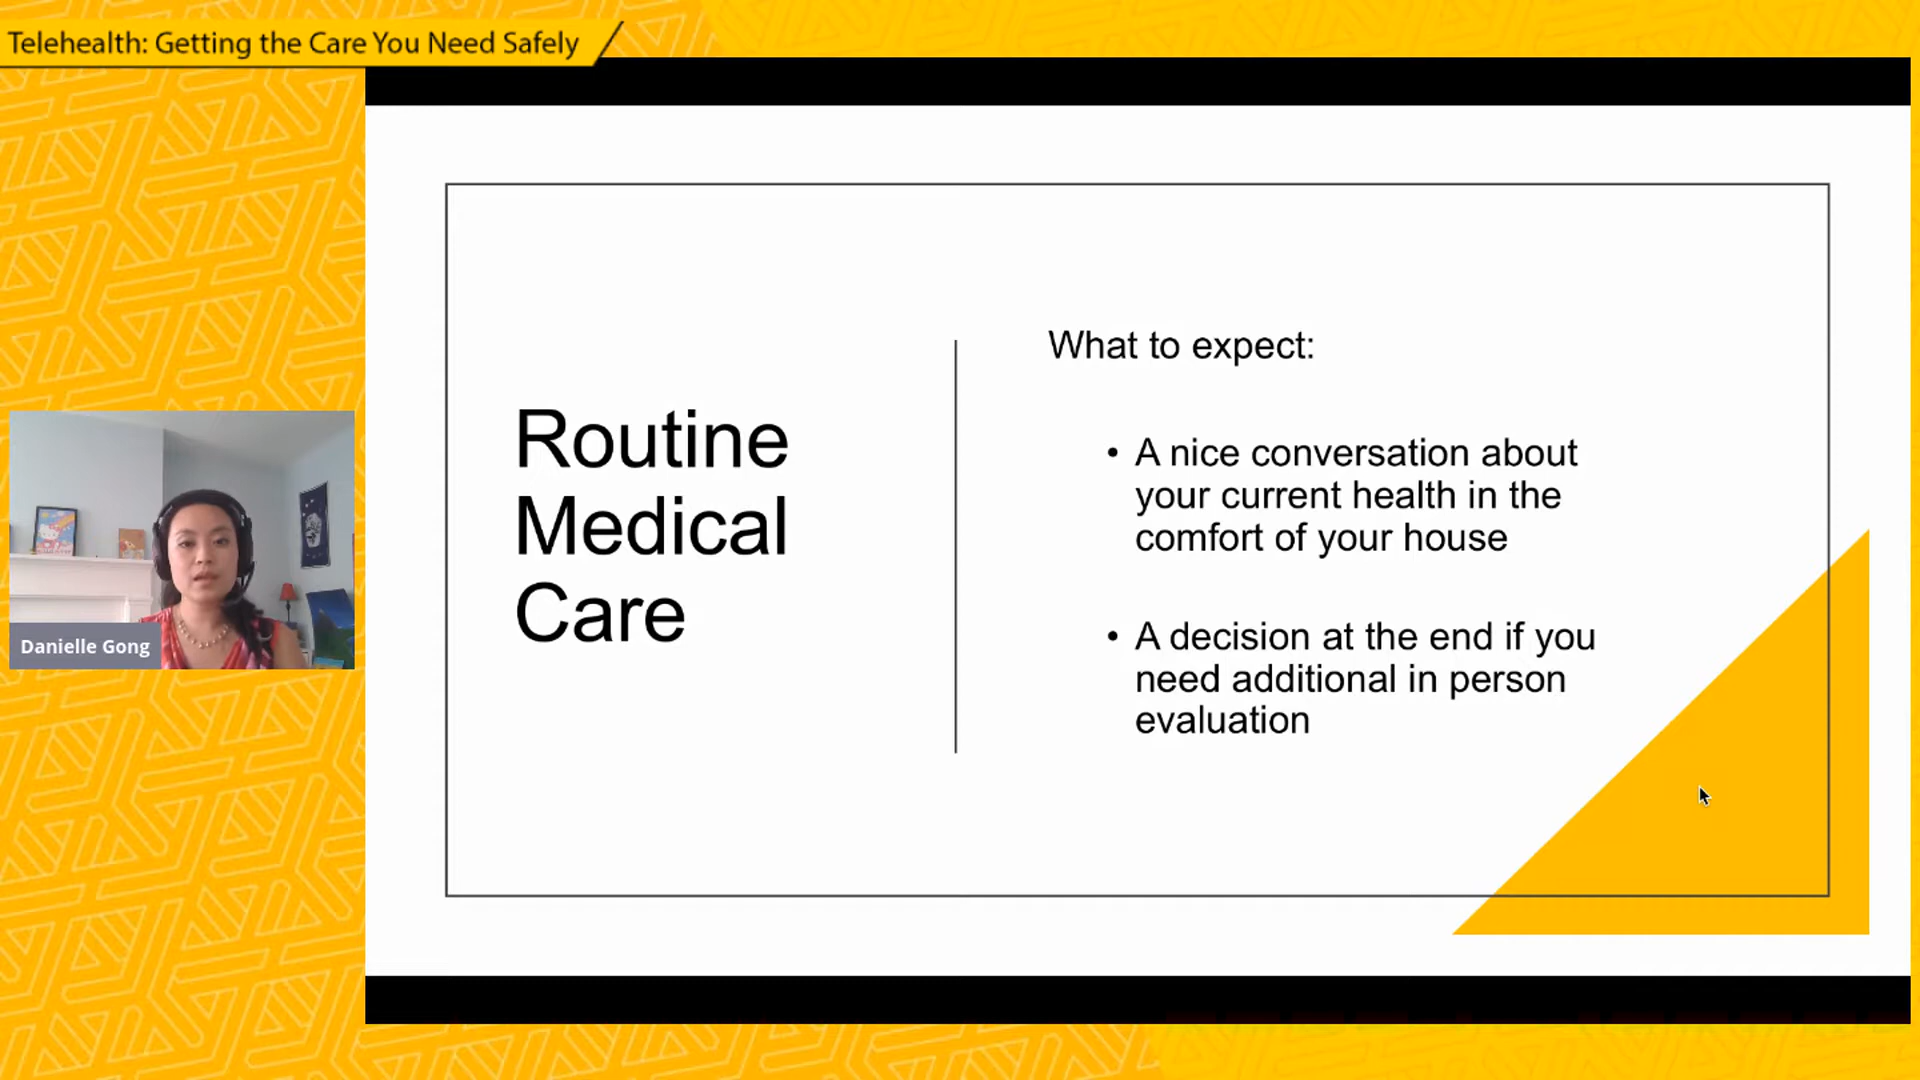 Telehealth: Getting the Care You Need Safely
Routine
Medical
Care
What to expect:
• A nice conversation about
your current health in the
comfort of your house
• A decision at the end if you
need additional in person
evaluation
Danielle Gong